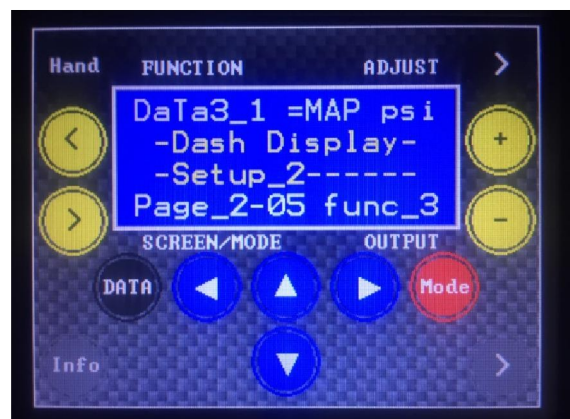 Hand FUNCTION ADJUST >
DaTa3_1 =MAP psi
-Dash Display-
-Setup_2------
Page_2-05 func_3
< +
> -
SCREEN/MODE OUTPUT
DATA Mode
Info >